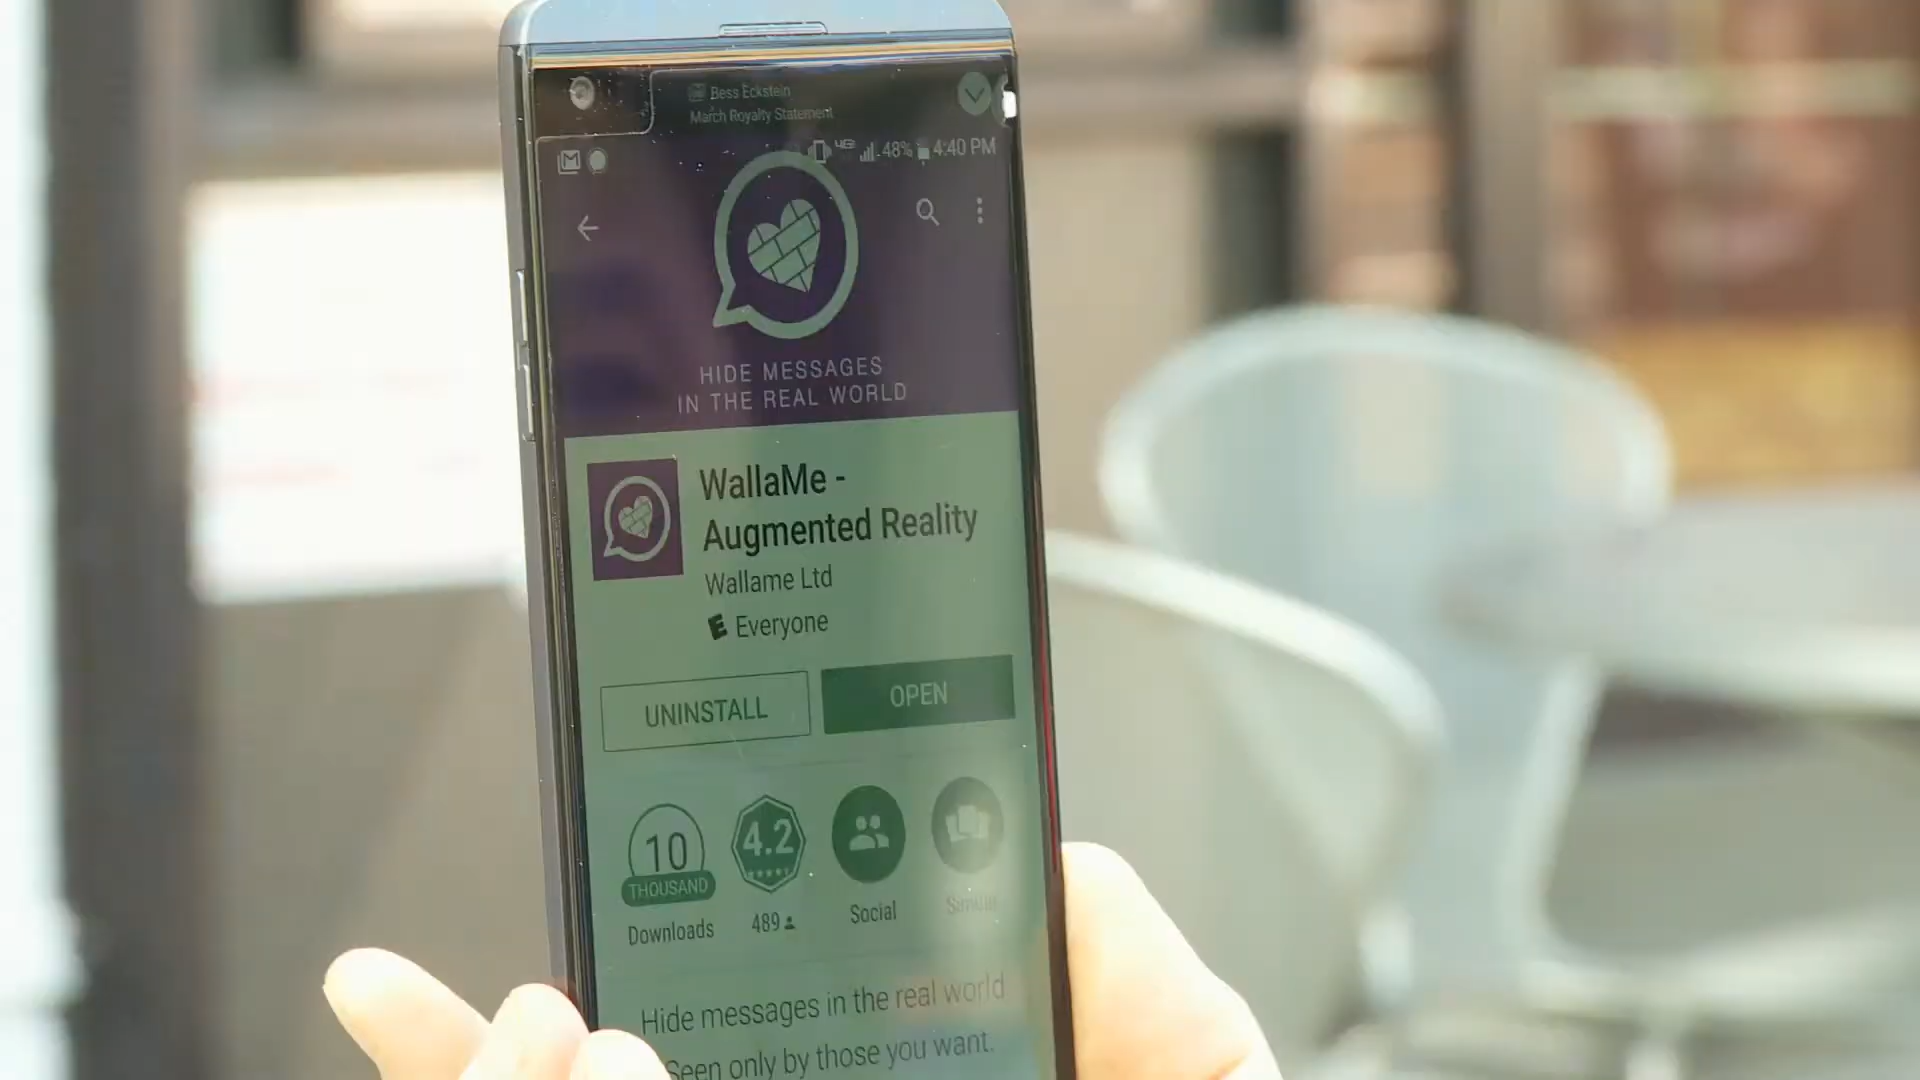 Bess Eckstein
March Royalty Statement
4G 48% 4:40 PM
HIDE MESSAGES
IN THE REAL WORLD
WallaMe -
Augmented Reality
Wallame Ltd
E Everyone
UNINSTALL
OPEN
10
THOUSAND
Downloads
4.2
489
Social
Similar
Hide messages in the real world
Seen only by those you want.